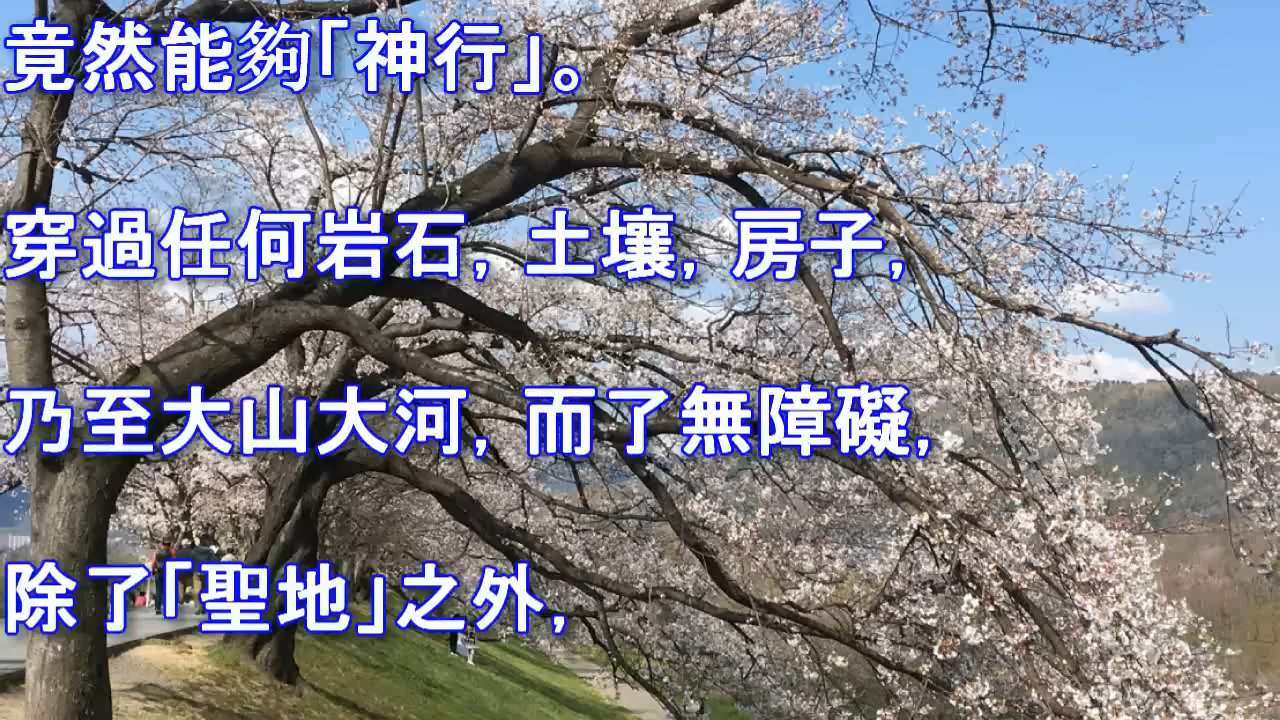 竟然能夠「神行」。
穿過任何岩石, 土壤, 房子,
乃至大山大河, 而了無障礙,
除了「聖地」之外,